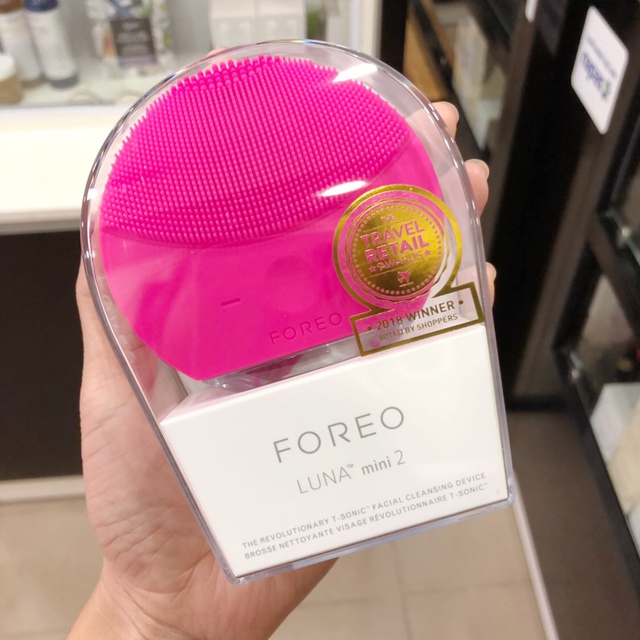 TRAVEL
RETAIL
2018 WINNER
VOTED BY SHOPPERS
FOREO
FOREO
LUNA™ mini 2
THE REVOLUTIONARY T-SONIC™ FACIAL CLEANSING DEVICE
BROSSE NETTOYANTE VISAGE RÉVOLUTIONNAIRE T-SONIC™